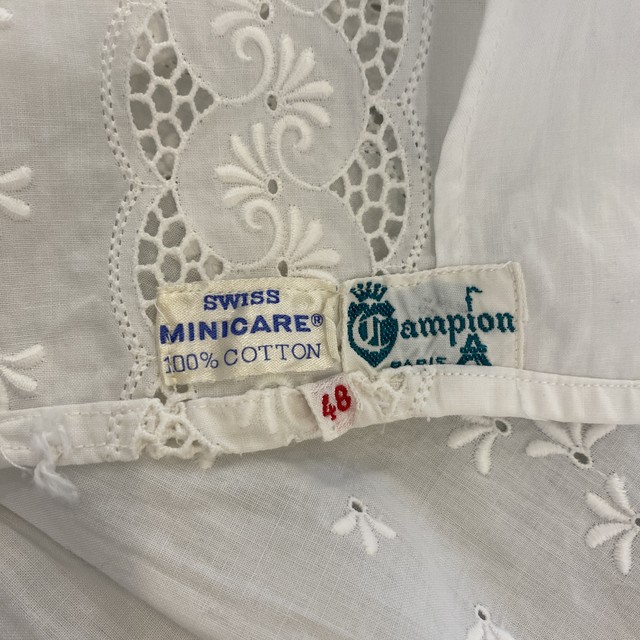 SWISS
MINICARE®
100% COTTON
Campion
PARIS
48